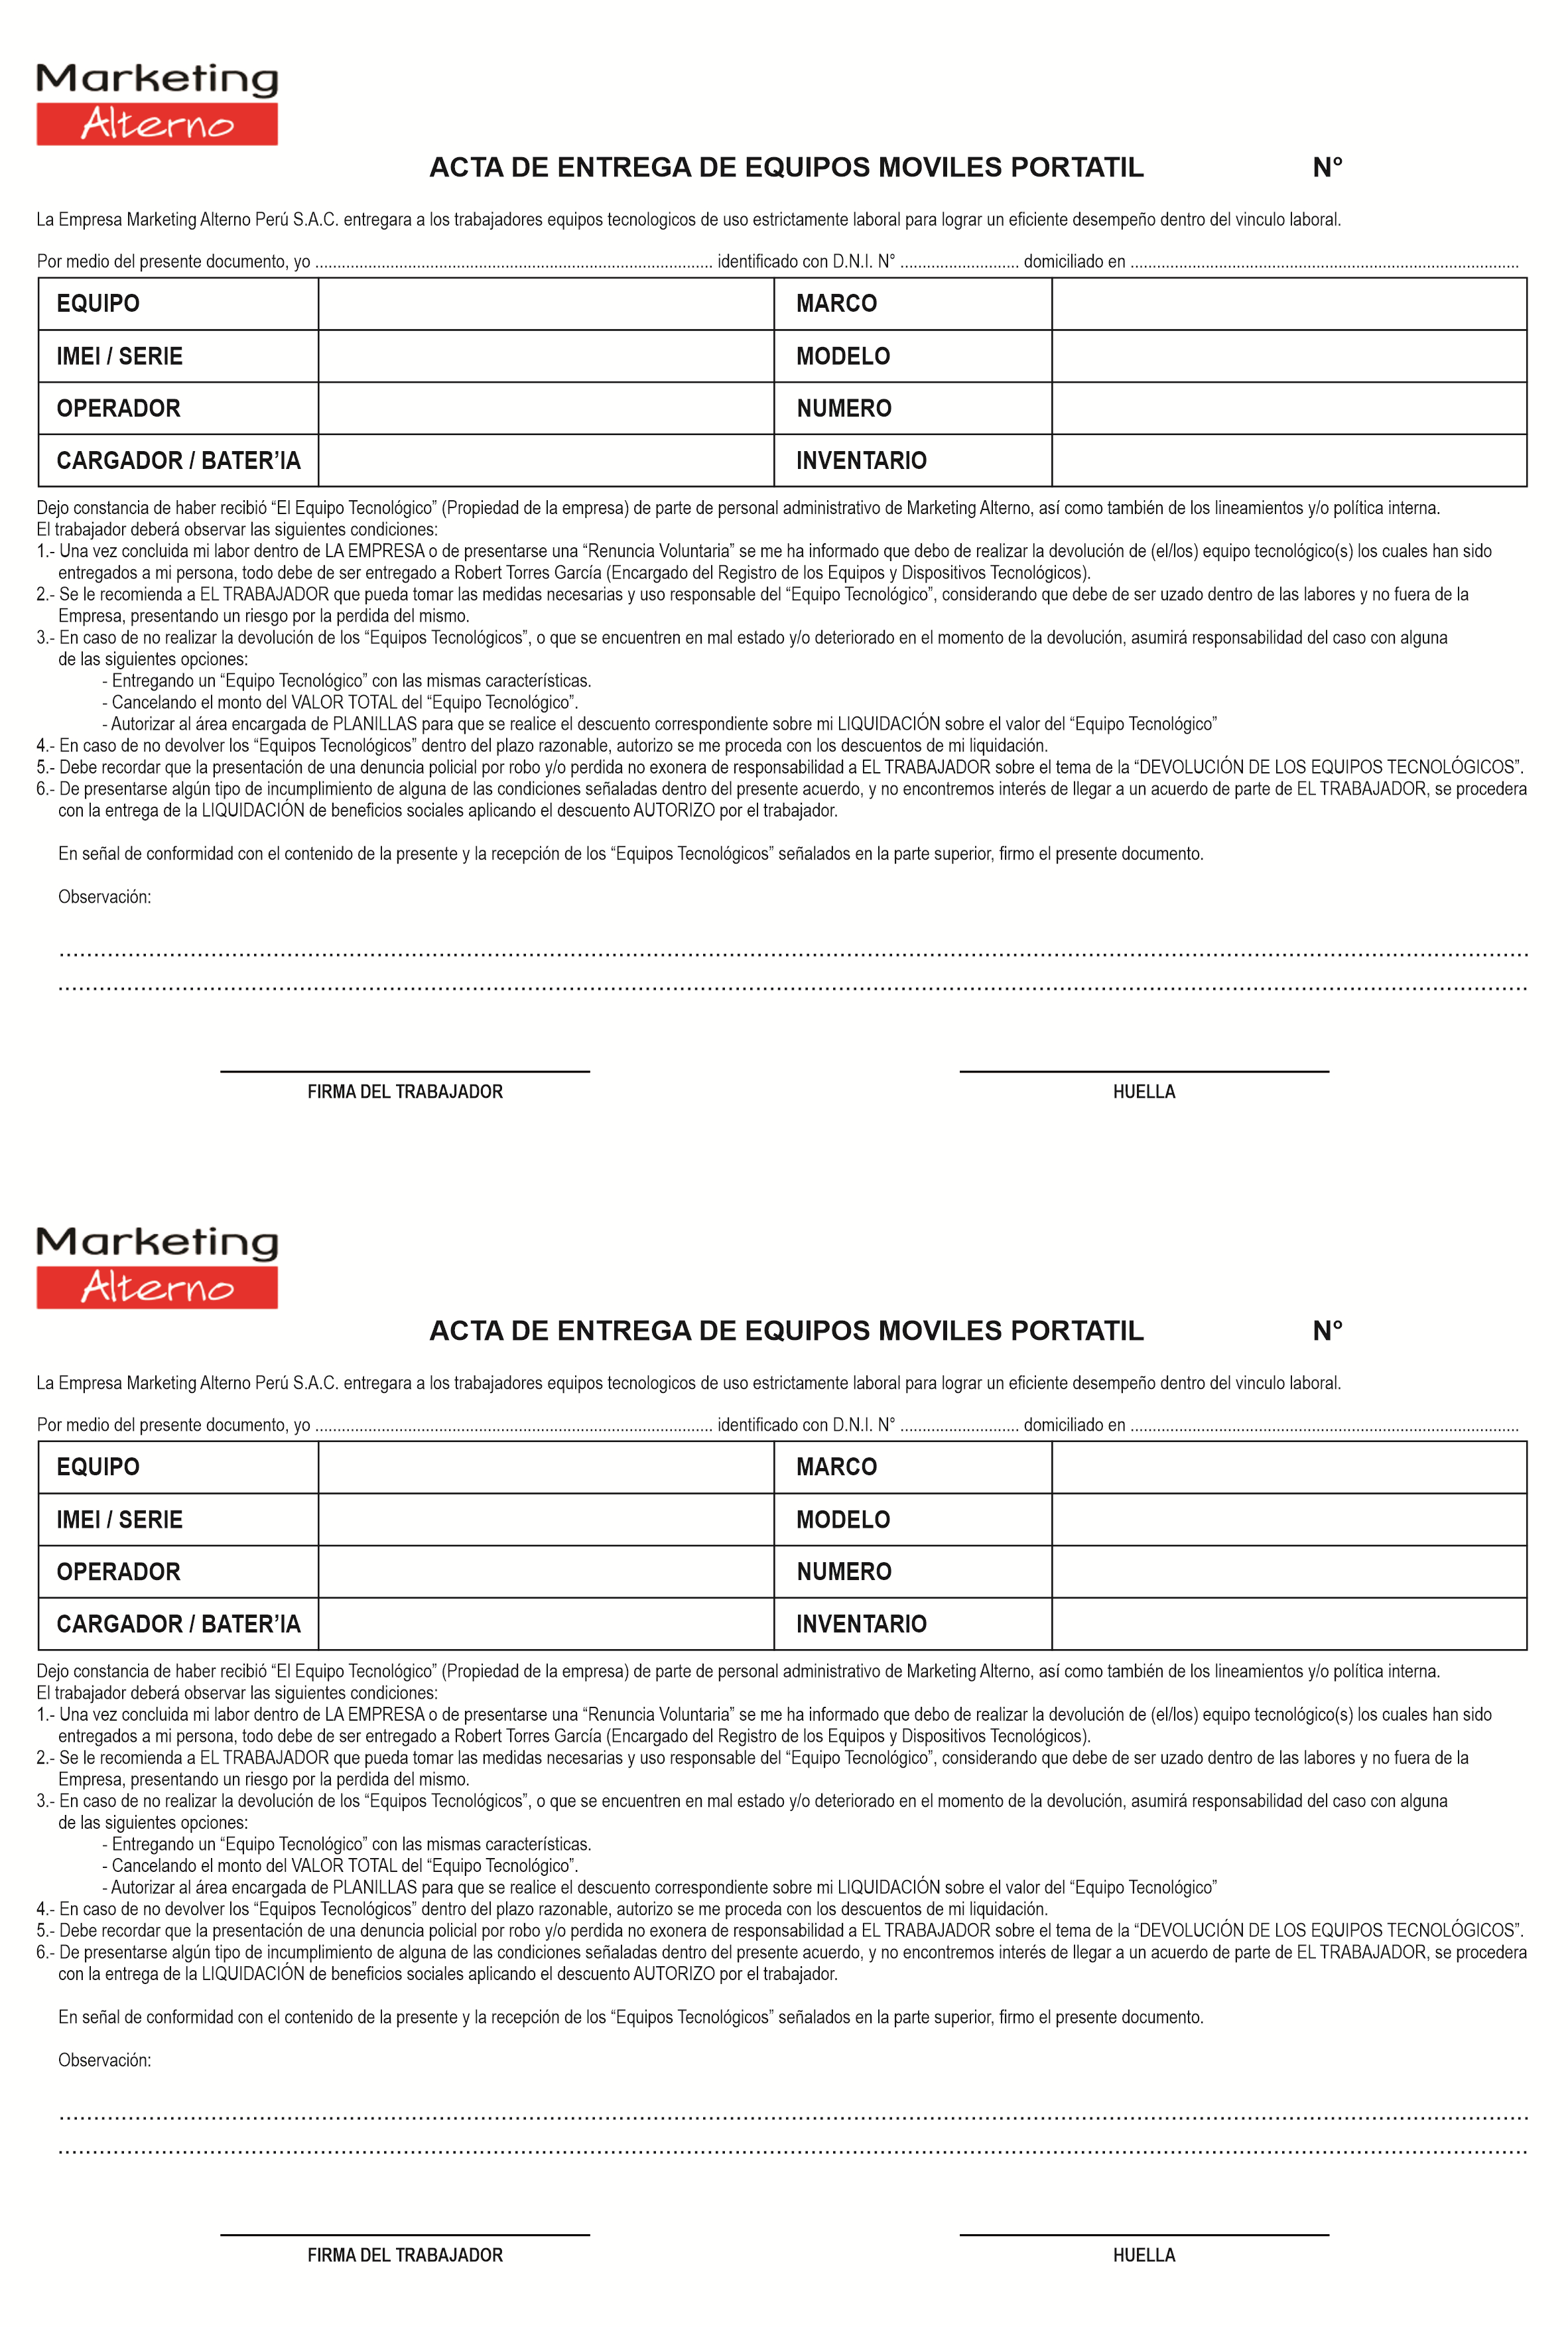 Marketing
Alterno
ACTA DE ENTREGA DE EQUIPOS MOVILES PORTATIL N°
La Empresa Marketing Alterno Perú S.A.C. entregara a los trabajadores equipos tecnologicos de uso estrictamente laboral para lograr un eficiente desempeño dentro del vinculo laboral.
Por medio del presente documento, yo .......................................................................................... identificado con D.N.I. N° ........................... domiciliado en ........................................................................................
EQUIPO MARCO
IMEI / SERIE MODELO
OPERADOR NUMERO
CARGADOR / BATER’IA INVENTARIO
Dejo constancia de haber recibió “El Equipo Tecnológico” (Propiedad de la empresa) de parte de personal administrativo de Marketing Alterno, así como también de los lineamientos y/o política interna.
El trabajador deberá observar las siguientes condiciones:
1.- Una vez concluida mi labor dentro de LA EMPRESA o de presentarse una “Renuncia Voluntaria” se me ha informado que debo de realizar la devolución de (el/los) equipo tecnológico(s) los cuales han sido
entregados a mi persona, todo debe de ser entregado a Robert Torres García (Encargado del Registro de los Equipos y Dispositivos Tecnológicos).
2.- Se le recomienda a EL TRABAJADOR que pueda tomar las medidas necesarias y uso responsable del “Equipo Tecnológico”, considerando que debe de ser uzado dentro de las labores y no fuera de la
Empresa, presentando un riesgo por la perdida del mismo.
3.- En caso de no realizar la devolución de los “Equipos Tecnológicos”, o que se encuentren en mal estado y/o deteriorado en el momento de la devolución, asumirá responsabilidad del caso con alguna
de las siguientes opciones:
- Entregando un “Equipo Tecnológico” con las mismas características.
- Cancelando el monto del VALOR TOTAL del “Equipo Tecnológico”.
- Autorizar al área encargada de PLANILLAS para que se realice el descuento correspondiente sobre mi LIQUIDACIÓN sobre el valor del “Equipo Tecnológico”
4.- En caso de no devolver los “Equipos Tecnológicos” dentro del plazo razonable, autorizo se me proceda con los descuentos de mi liquidación.
5.- Debe recordar que la presentación de una denuncia policial por robo y/o perdida no exonera de responsabilidad a EL TRABAJADOR sobre el tema de la “DEVOLUCIÓN DE LOS EQUIPOS TECNOLÓGICOS”.
6.- De presentarse algún tipo de incumplimiento de alguna de las condiciones señaladas dentro del presente acuerdo, y no encontremos interés de llegar a un acuerdo de parte de EL TRABAJADOR, se procedera
con la entrega de la LIQUIDACIÓN de beneficios sociales aplicando el descuento AUTORIZO por el trabajador.
En señal de conformidad con el contenido de la presente y la recepción de los “Equipos Tecnológicos” señalados en la parte superior, firmo el presente documento.
Observación:
FIRMA DEL TRABAJADOR HUELLA
Marketing
Alterno
ACTA DE ENTREGA DE EQUIPOS MOVILES PORTATIL N°
La Empresa Marketing Alterno Perú S.A.C. entregara a los trabajadores equipos tecnologicos de uso estrictamente laboral para lograr un eficiente desempeño dentro del vinculo laboral.
Por medio del presente documento, yo .......................................................................................... identificado con D.N.I. N° ........................... domiciliado en ........................................................................................
EQUIPO MARCO
IMEI / SERIE MODELO
OPERADOR NUMERO
CARGADOR / BATER’IA INVENTARIO
Dejo constancia de haber recibió “El Equipo Tecnológico” (Propiedad de la empresa) de parte de personal administrativo de Marketing Alterno, así como también de los lineamientos y/o política interna.
El trabajador deberá observar las siguientes condiciones:
1.- Una vez concluida mi labor dentro de LA EMPRESA o de presentarse una “Renuncia Voluntaria” se me ha informado que debo de realizar la devolución de (el/los) equipo tecnológico(s) los cuales han sido
entregados a mi persona, todo debe de ser entregado a Robert Torres García (Encargado del Registro de los Equipos y Dispositivos Tecnológicos).
2.- Se le recomienda a EL TRABAJADOR que pueda tomar las medidas necesarias y uso responsable del “Equipo Tecnológico”, considerando que debe de ser uzado dentro de las labores y no fuera de la
Empresa, presentando un riesgo por la perdida del mismo.
3.- En caso de no realizar la devolución de los “Equipos Tecnológicos”, o que se encuentren en mal estado y/o deteriorado en el momento de la devolución, asumirá responsabilidad del caso con alguna
de las siguientes opciones:
- Entregando un “Equipo Tecnológico” con las mismas características.
- Cancelando el monto del VALOR TOTAL del “Equipo Tecnológico”.
- Autorizar al área encargada de PLANILLAS para que se realice el descuento correspondiente sobre mi LIQUIDACIÓN sobre el valor del “Equipo Tecnológico”
4.- En caso de no devolver los “Equipos Tecnológicos” dentro del plazo razonable, autorizo se me proceda con los descuentos de mi liquidación.
5.- Debe recordar que la presentación de una denuncia policial por robo y/o perdida no exonera de responsabilidad a EL TRABAJADOR sobre el tema de la “DEVOLUCIÓN DE LOS EQUIPOS TECNOLÓGICOS”.
6.- De presentarse algún tipo de incumplimiento de alguna de las condiciones señaladas dentro del presente acuerdo, y no encontremos interés de llegar a un acuerdo de parte de EL TRABAJADOR, se procedera
con la entrega de la LIQUIDACIÓN de beneficios sociales aplicando el descuento AUTORIZO por el trabajador.
En señal de conformidad con el contenido de la presente y la recepción de los “Equipos Tecnológicos” señalados en la parte superior, firmo el presente documento.
Observación:
FIRMA DEL TRABAJADOR HUELLA